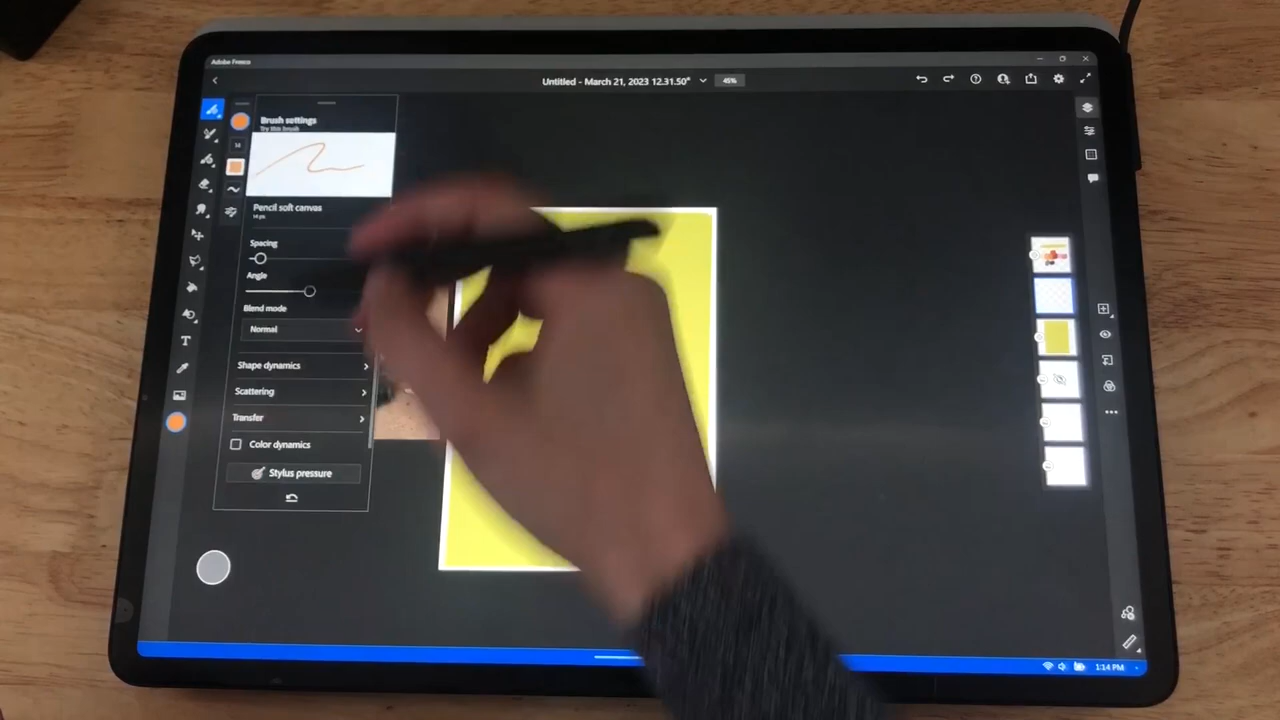 Adobe Fresco
Untitled - March 21, 2023 12.31.50*
45%
Brush settings
Try this brush
14
Pencil soft canvas
14 px
Spacing
Angle
Blend mode
Normal
Shape dynamics
Scattering
Transfer
Color dynamics
Stylus pressure
1:14 PM